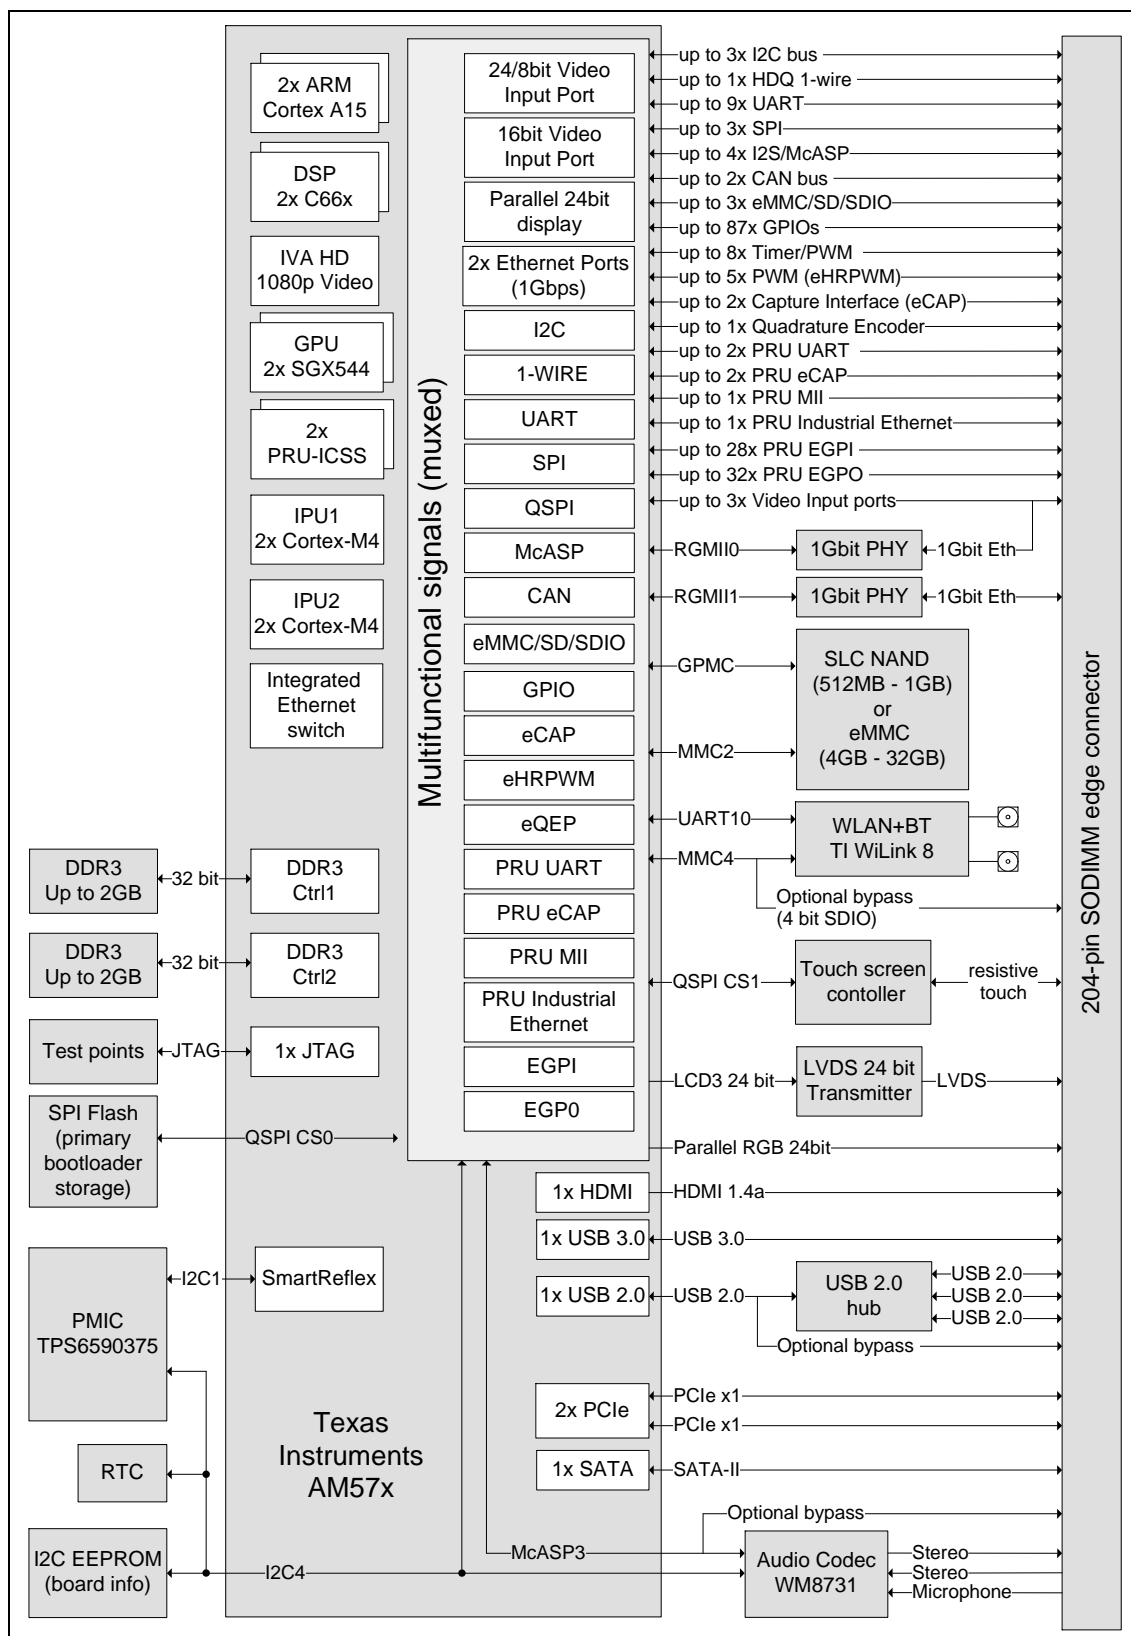 2x ARM
Cortex A15
DSP
2x C66x
IVA HD
1080p Video
GPU
2x SGX544
2x
PRU-ICSS
IPU1
2x Cortex-M4
IPU2
2x Cortex-M4
Integrated
Ethernet
switch
Multifunctional signals (muxed)
24/8bit Video
Input Port
16bit Video
Input Port
Parallel 24bit
display
2x Ethernet Ports
(1Gbps)
I2C
1-WIRE
UART
SPI
QSPI
McASP
CAN
eMMC/SD/SDIO
GPIO
eCAP
eHRPWM
eQEP
PRU UART
PRU eCAP
PRU MII
PRU Industrial
Ethernet
EGPI
EGP0
up to 3x I2C bus
up to 1x HDQ 1-wire
up to 9x UART
up to 3x SPI
up to 4x I2S/McASP
up to 2x CAN bus
up to 3x eMMC/SD/SDIO
up to 87x GPIOs
up to 8x Timer/PWM
up to 5x PWM (eHRPWM)
up to 2x Capture Interface (eCAP)
up to 1x Quadrature Encoder
up to 2x PRU UART
up to 2x PRU eCAP
up to 1x PRU MII
up to 1x PRU Industrial Ethernet
up to 28x PRU EGPI
up to 32x PRU EGPO
up to 3x Video Input ports
RGMII0
1Gbit PHY
1Gbit Eth
RGMII1
1Gbit PHY
1Gbit Eth
GPMC
MMC2
SLC NAND
(512MB - 1GB)
or
eMMC
(4GB - 32GB)
UART10
MMC4
WLAN+BT
TI WiLink 8
Optional bypass
(4 bit SDIO)
QSPI CS1
Touch screen
contoller
resistive
touch
LCD3 24 bit
LVDS 24 bit
Transmitter
LVDS
Parallel RGB 24bit
204-pin SODIMM edge connector
DDR3
Up to 2GB
32 bit
DDR3
Ctrl1
DDR3
Up to 2GB
32 bit
DDR3
Ctrl2
Test points
JTAG
1x JTAG
SPI Flash
(primary
bootloader
storage)
QSPI CS0
1x HDMI
HDMI 1.4a
1x USB 3.0
USB 3.0
1x USB 2.0
USB 2.0
USB 2.0
hub
USB 2.0
USB 2.0
USB 2.0
Optional bypass
PMIC
TPS6590375
I2C1
SmartReflex
2x PCIe
PCIe x1
PCIe x1
Texas
Instruments
AM57x
RTC
1x SATA
SATA-II
Optional bypass
I2C EEPROM
(board info)
I2C4
McASP3
Audio Codec
WM8731
Stereo
Stereo
Microphone